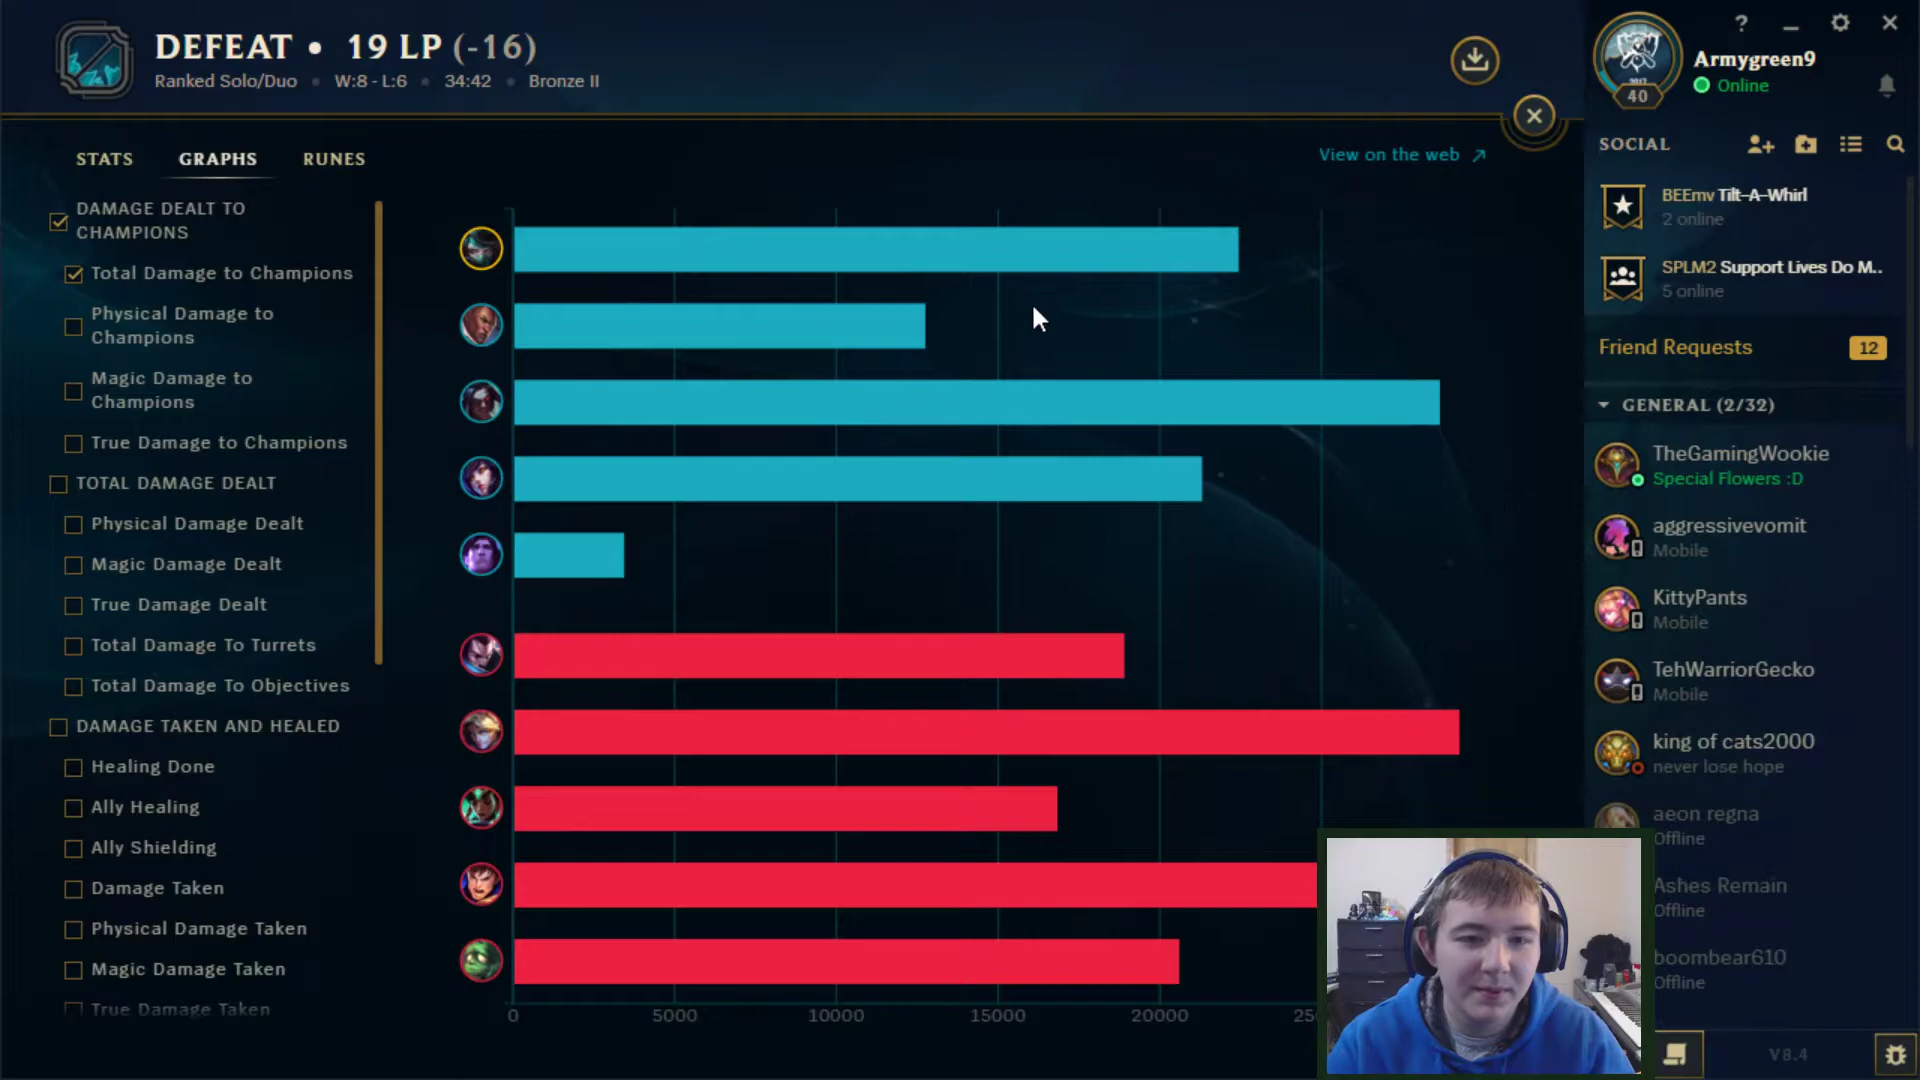 DEFEAT • 19 LP (-16)
Ranked Solo/Duo • W:8 - L:6 • 34:42 • Bronze II
STATS
GRAPHS
RUNES
View on the web
DAMAGE DEALT TO
CHAMPIONS
Total Damage to Champions
Physical Damage to
Champions
Magic Damage to
Champions
True Damage to Champions
TOTAL DAMAGE DEALT
Physical Damage Dealt
Magic Damage Dealt
True Damage Dealt
Total Damage To Turrets
Total Damage To Objectives
DAMAGE TAKEN AND HEALED
Healing Done
Ally Healing
Ally Shielding
Damage Taken
Physical Damage Taken
Magic Damage Taken
True Damage Taken
0
5000
10000
15000
20000
?
2017
40
Armygreen9
Online
SOCIAL
BEEmv Tilt-A-Whirl
2 online
SPLM2 Support Lives Do M..
5 online
Friend Requests
12
GENERAL (2/32)
TheGamingWookie
Special Flowers :D
aggressivevomit
Mobile
KittyPants
Mobile
TehWarriorGecko
Mobile
king of cats2000
never lose hope
aeon regna
Offline
Ashes Remain
Offline
boombear610
Offline
V8.4